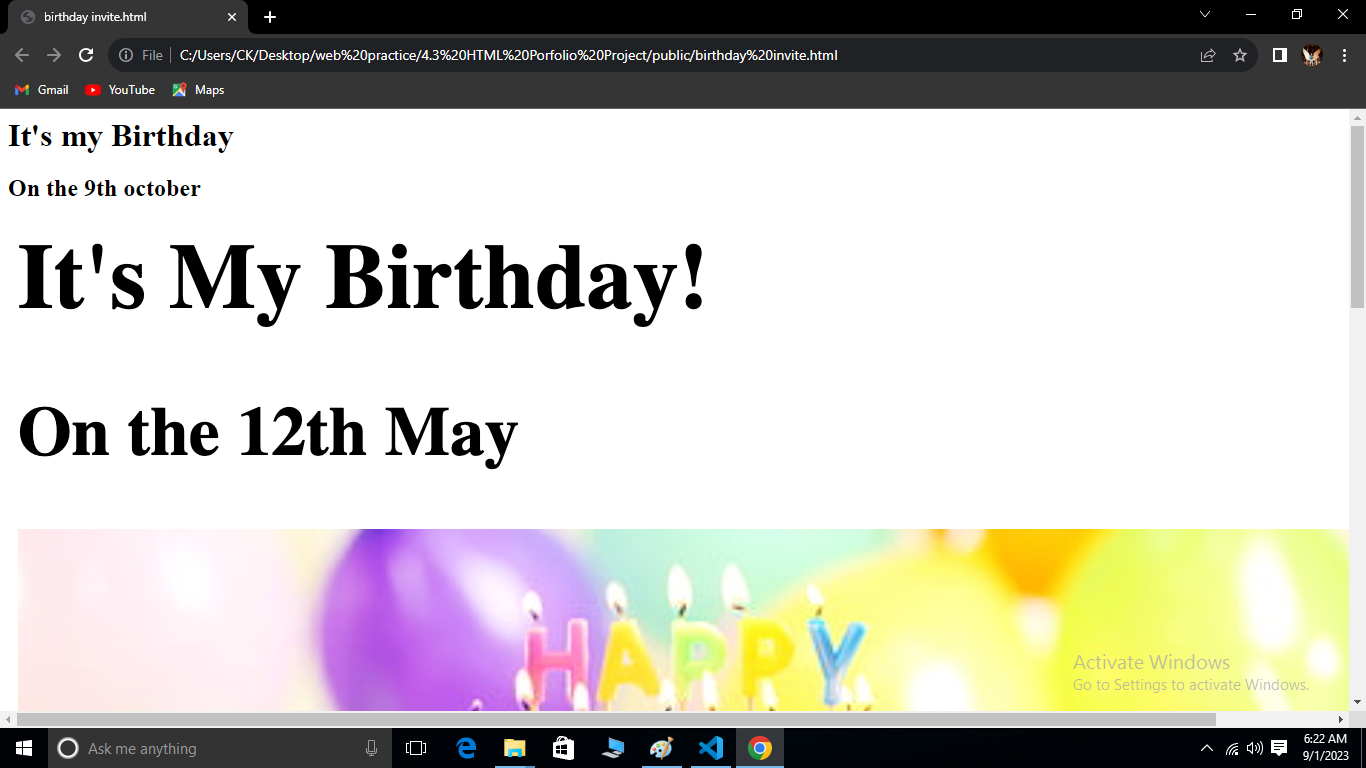 birthday invite.html
File
C:/Users/CK/Desktop/web%20practice/4.3%20HTML%20Porfolio%20Project/public/birthday%20invite.html
Gmail YouTube Maps
It's my Birthday
On the 9th october
It's My Birthday!
On the 12th May
HAPPY
Activate Windows
Go to Settings to activate Windows.
Ask me anything
6:22 AM
9/1/2023